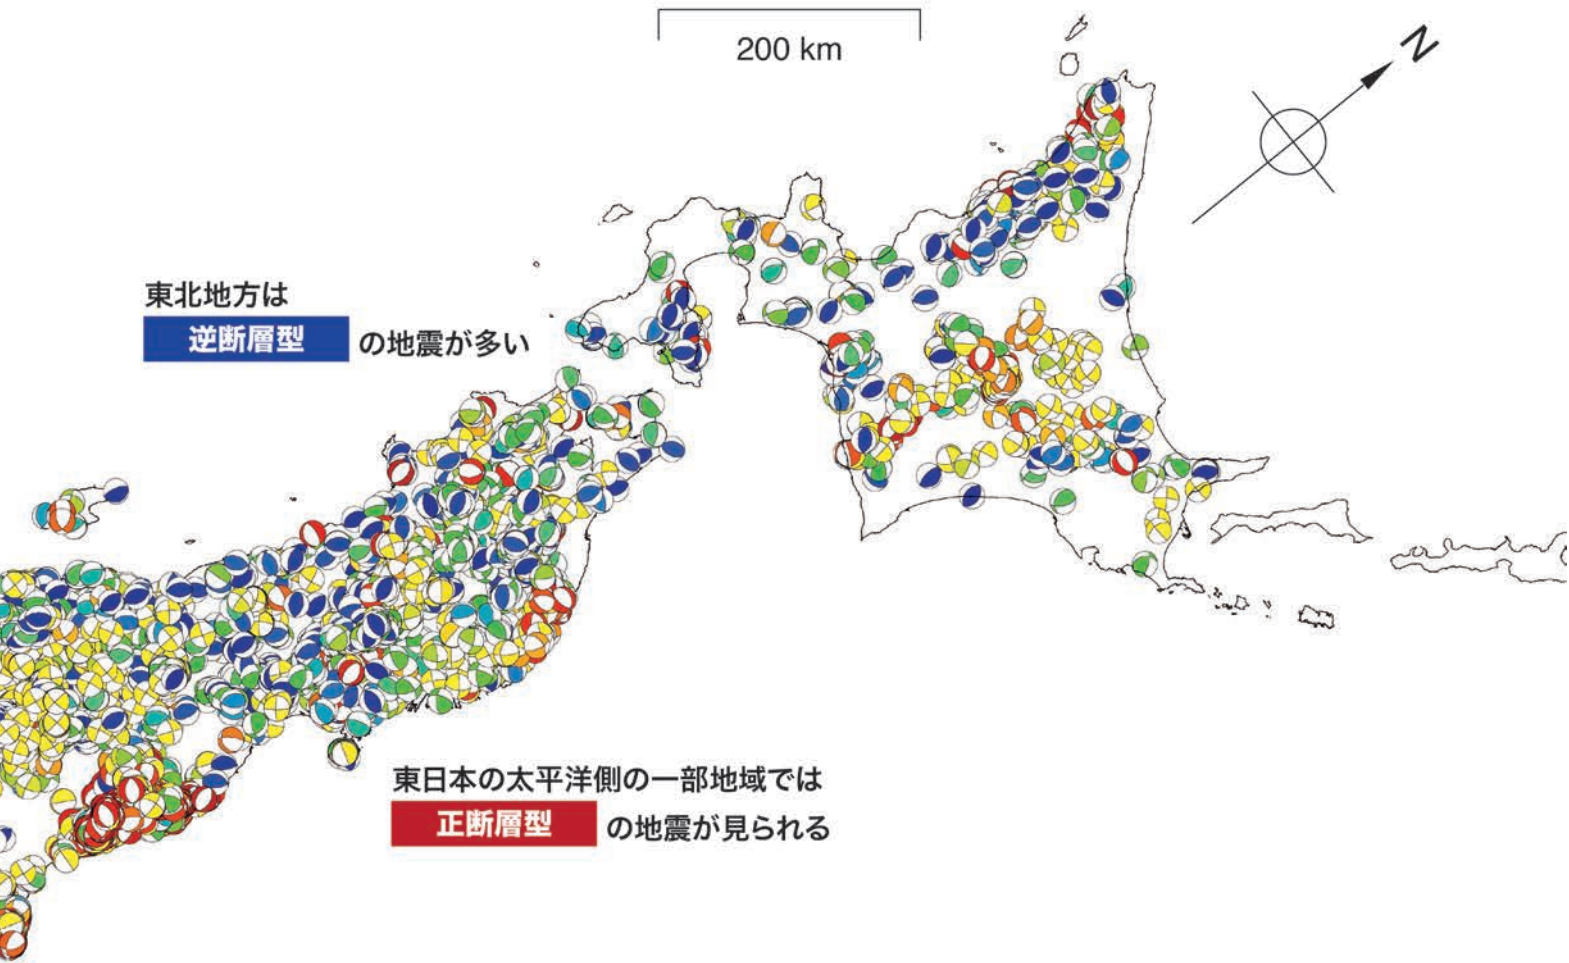 200 km
N
東北地方は
逆断層型 の地震が多い
東日本の太平洋側の一部地域では
正断層型 の地震が見られる